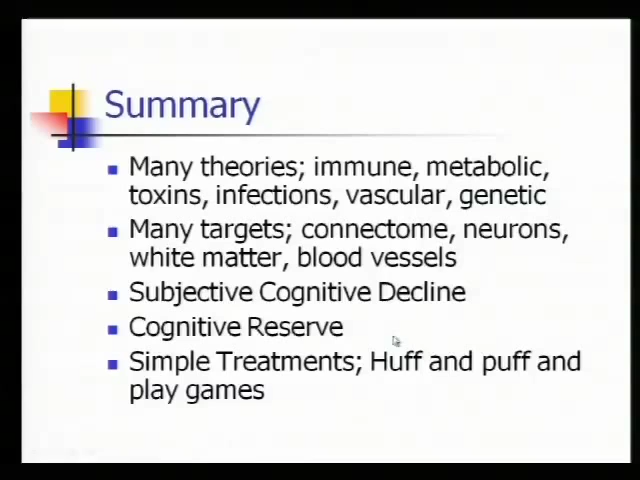 Summary
Many theories; immune, metabolic,
toxins, infections, vascular, genetic
Many targets; connectome, neurons,
white matter, blood vessels
Subjective Cognitive Decline
Cognitive Reserve
Simple Treatments; Huff and puff and
play games